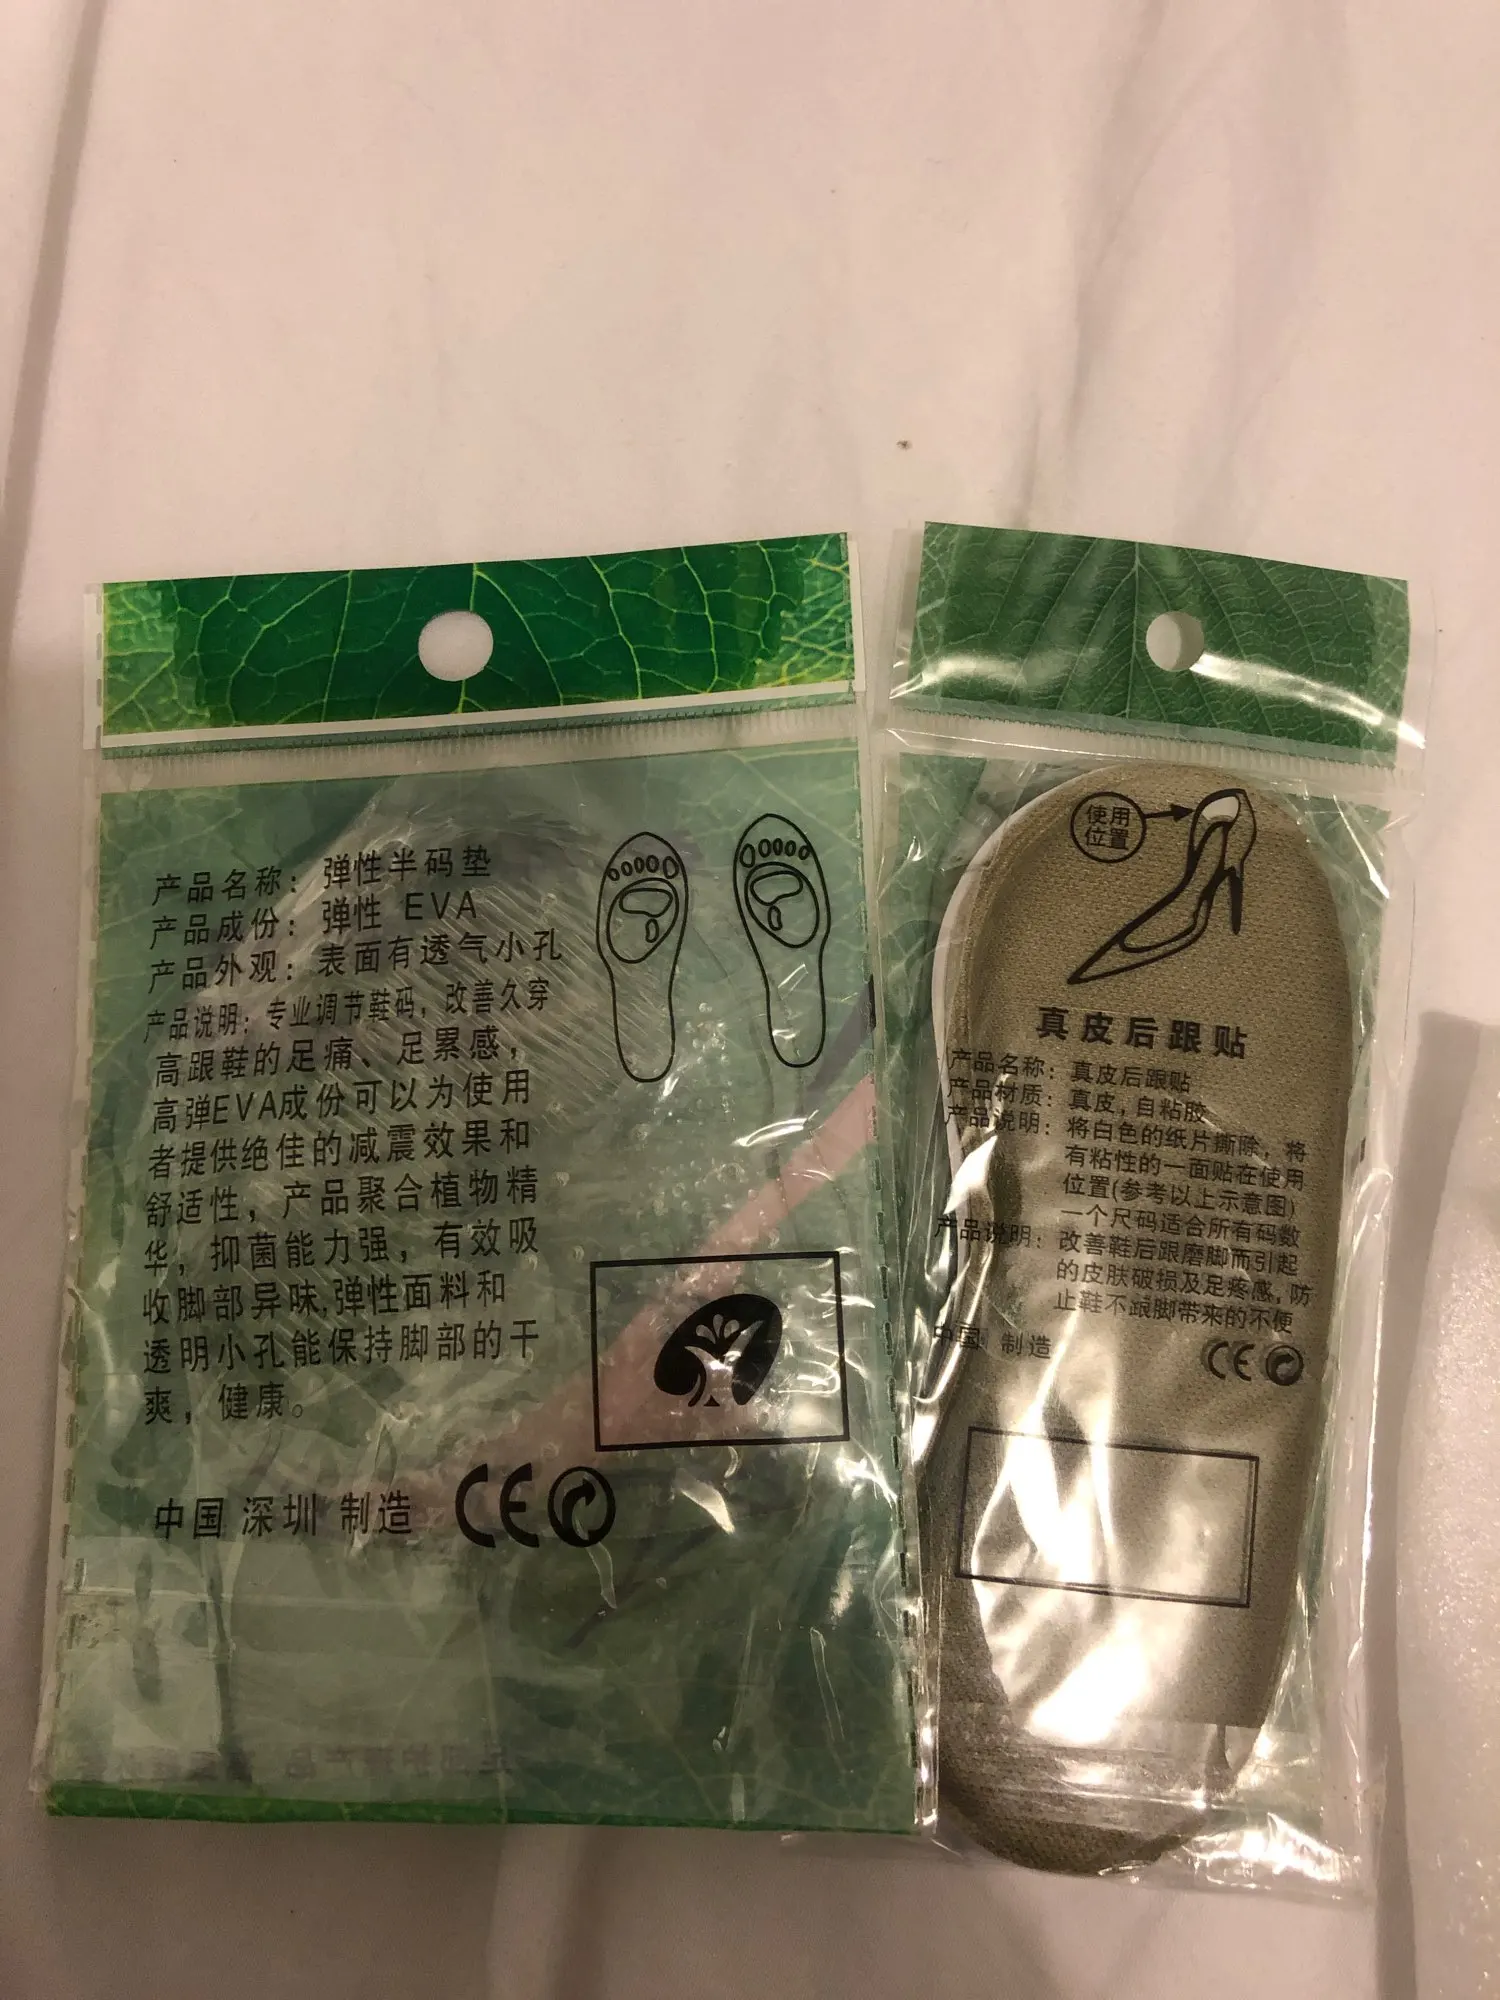 产品名称：弹性半码垫
产品成份：弹性 EVA
产品外观：表面有透气小孔
产品说明：专业调节鞋码，改善久穿
高跟鞋的足痛、足累感，
高弹EVA成份可以为使用
者提供绝佳的减震效果和
舒适性，产品聚合植物精
华，抑菌能力强，有效吸
收脚部异味,弹性面料和
透明小孔能保持脚部的干
爽，健康。
中国 深圳 制造 CE
使用
位置
真皮后跟贴
产品名称：真皮后跟贴
产品材质：真皮，自粘胶
产品说明：将白色的纸片撕除，将
有粘性的一面贴在使用
位置(参考以上示意图)
一个尺码适合所有码数
产品说明：改善鞋后跟磨脚而引起
的皮肤破损及足疼感,防
止鞋不跟脚带来的不便
中国 制造
CE